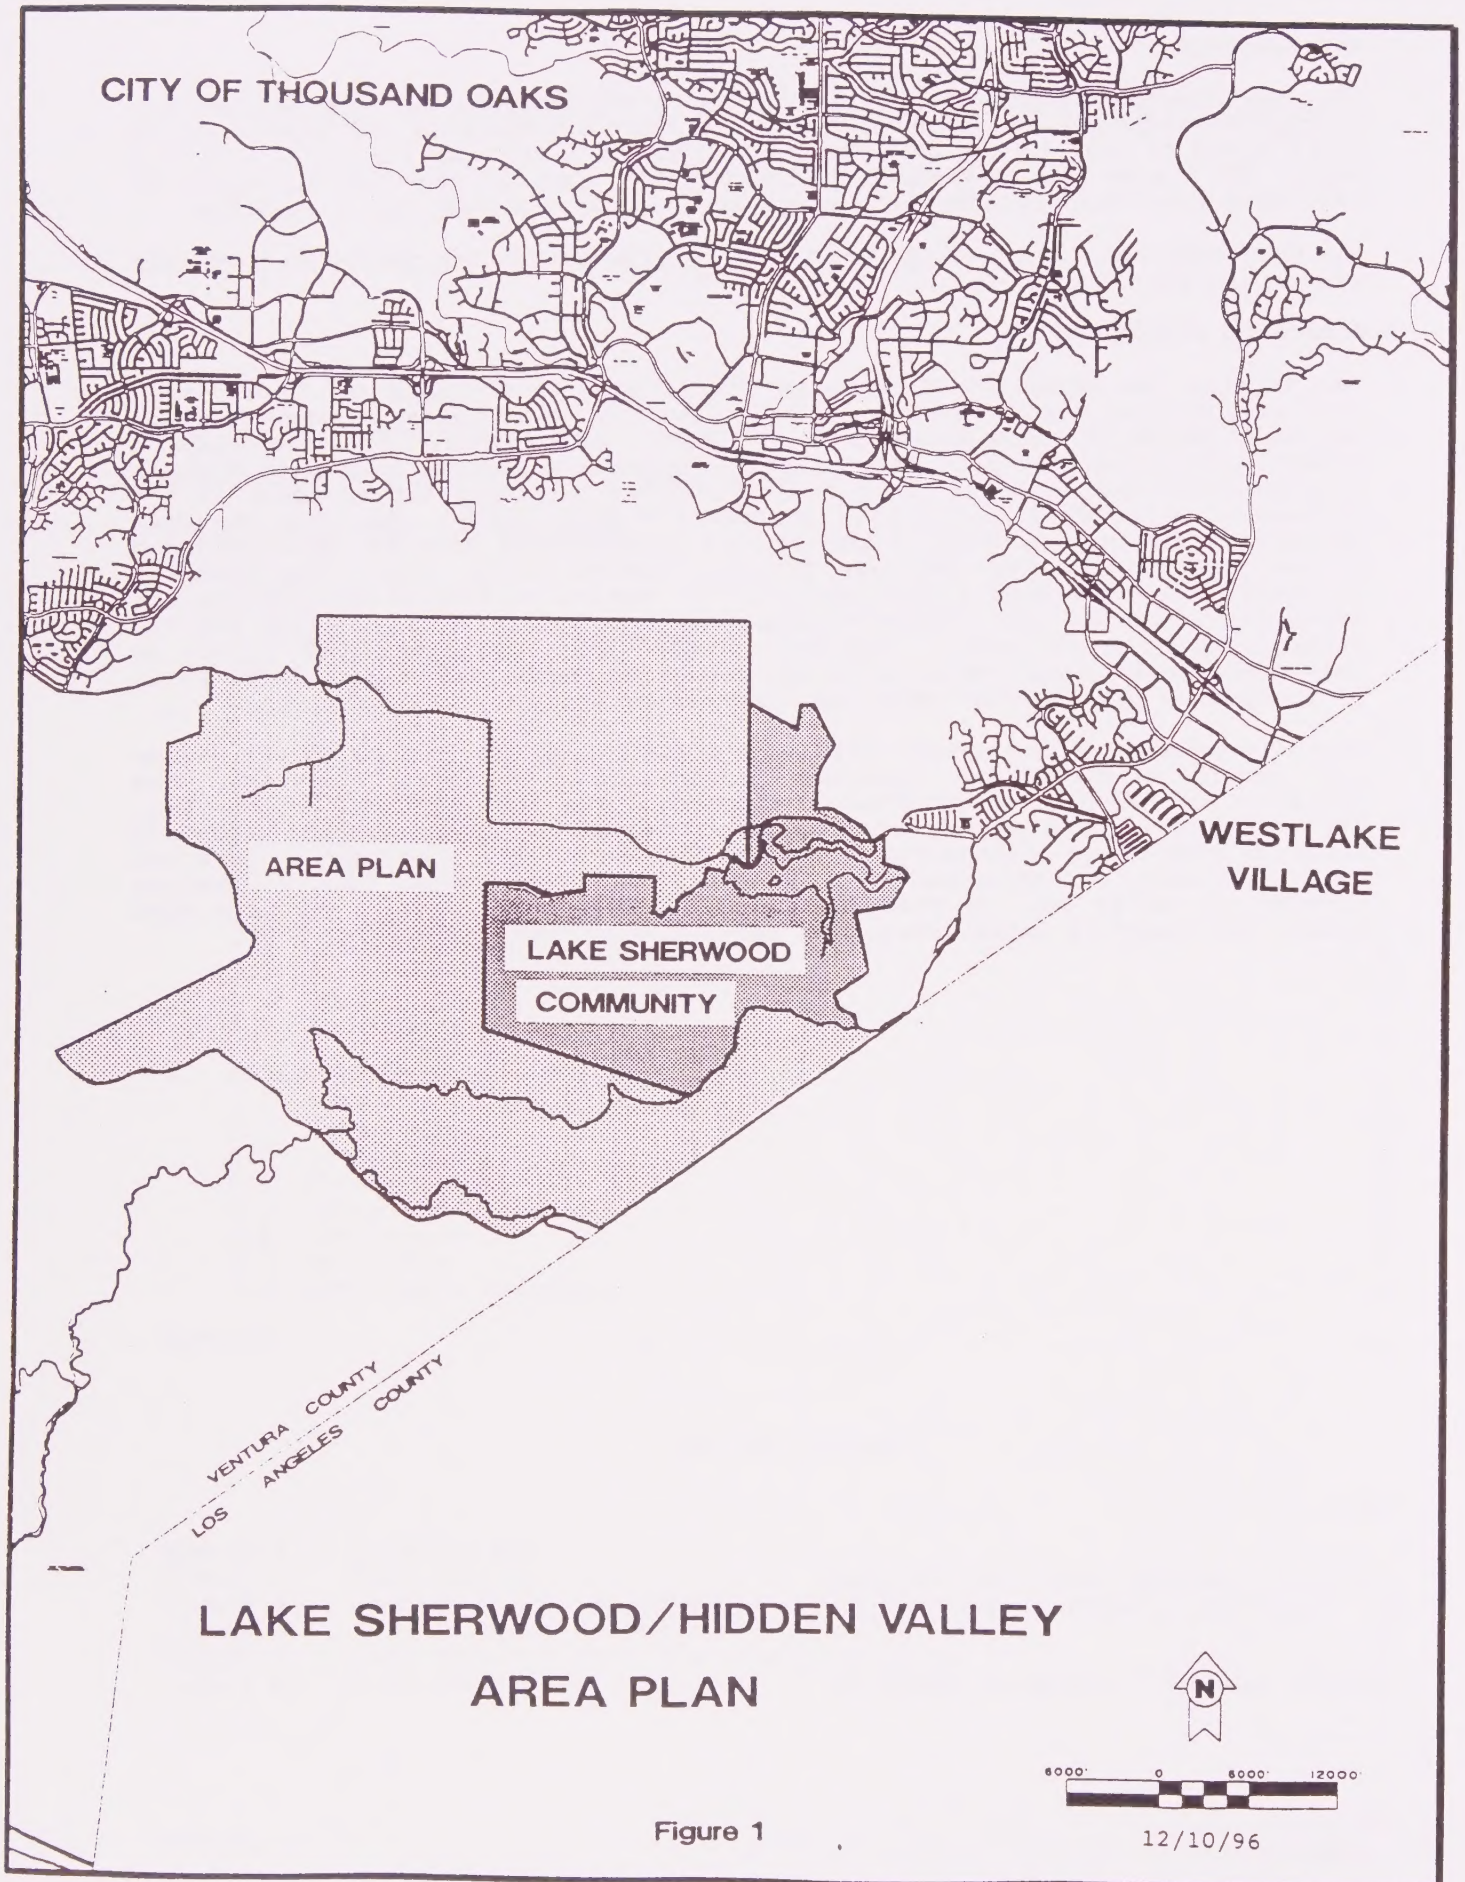 CITY OF THOUSAND OAKS
WESTLAKE
VILLAGE
AREA PLAN
LAKE SHERWOOD
COMMUNITY
VENTURA COUNTY
LOS ANGELES COUNTY
LAKE SHERWOOD/HIDDEN VALLEY
AREA PLAN
N
6000' 0 6000' 12000'
Figure 1
12/10/96